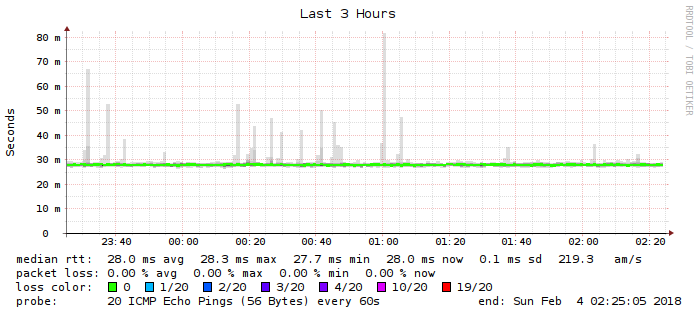 Last 3 Hours
RRDTOOL / TOBI OETIKER
Seconds
80 m
70 m
60 m
50 m
40 m
30 m
20 m
10 m
0
23:40 00:00 00:20 00:40 01:00 01:20 01:40 02:00 02:20
median rtt: 28.0 ms avg 28.3 ms max 27.7 ms min 28.0 ms now 0.1 ms sd 219.3 am/s
packet loss: 0.00 % avg 0.00 % max 0.00 % min 0.00 % now
loss color: 0 1/20 2/20 3/20 4/20 10/20 19/20
probe: 20 ICMP Echo Pings (56 Bytes) every 60s end: Sun Feb 4 02:25:05 2018